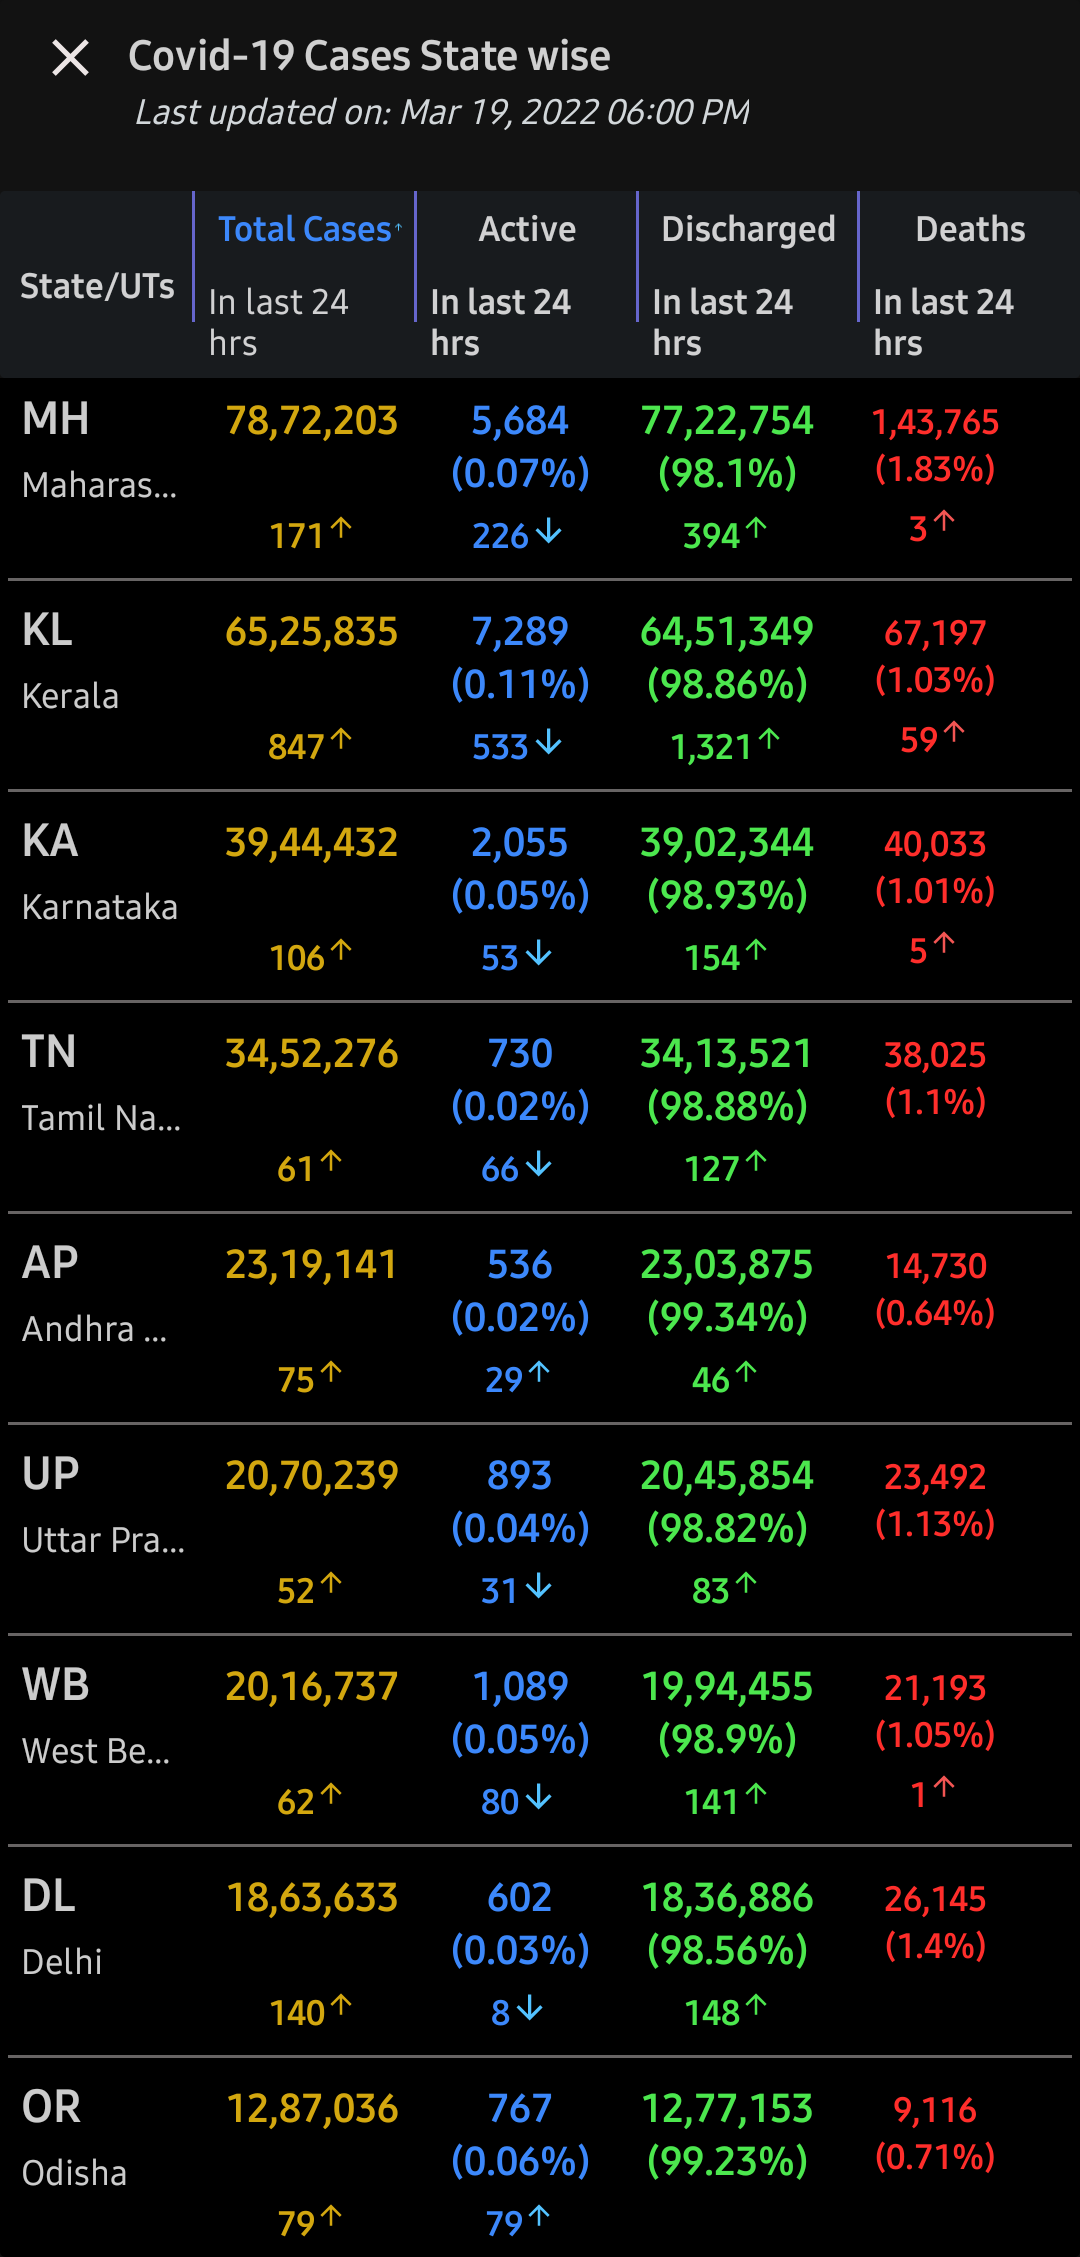 Covid-19 Cases State wise
Last updated on: Mar 19, 2022 06:00 PM
State/UTs
Total Cases↑
In last 24
hrs
Active
In last 24
hrs
Discharged
In last 24
hrs
Deaths
In last 24
hrs
MH 78,72,203 5,684 77,22,754 1,43,765
Maharas... (0.07%) (98.1%) (1.83%)
171↑ 226↓ 394↑ 3↑
KL 65,25,835 7,289 64,51,349 67,197
Kerala (0.11%) (98.86%) (1.03%)
847↑ 533↓ 1,321↑ 59↑
KA 39,44,432 2,055 39,02,344 40,033
Karnataka (0.05%) (98.93%) (1.01%)
106↑ 53↓ 154↑ 5↑
TN 34,52,276 730 34,13,521 38,025
Tamil Na... (0.02%) (98.88%) (1.1%)
61↑ 66↓ 127↑
AP 23,19,141 536 23,03,875 14,730
Andhra ... (0.02%) (99.34%) (0.64%)
75↑ 29↑ 46↑
UP 20,70,239 893 20,45,854 23,492
Uttar Pra... (0.04%) (98.82%) (1.13%)
52↑ 31↓ 83↑
WB 20,16,737 1,089 19,94,455 21,193
West Be... (0.05%) (98.9%) (1.05%)
62↑ 80↓ 141↑ 1↑
DL 18,63,633 602 18,36,886 26,145
Delhi (0.03%) (98.56%) (1.4%)
140↑ 8↓ 148↑
OR 12,87,036 767 12,77,153 9,116
Odisha (0.06%) (99.23%) (0.71%)
79↑ 79↑